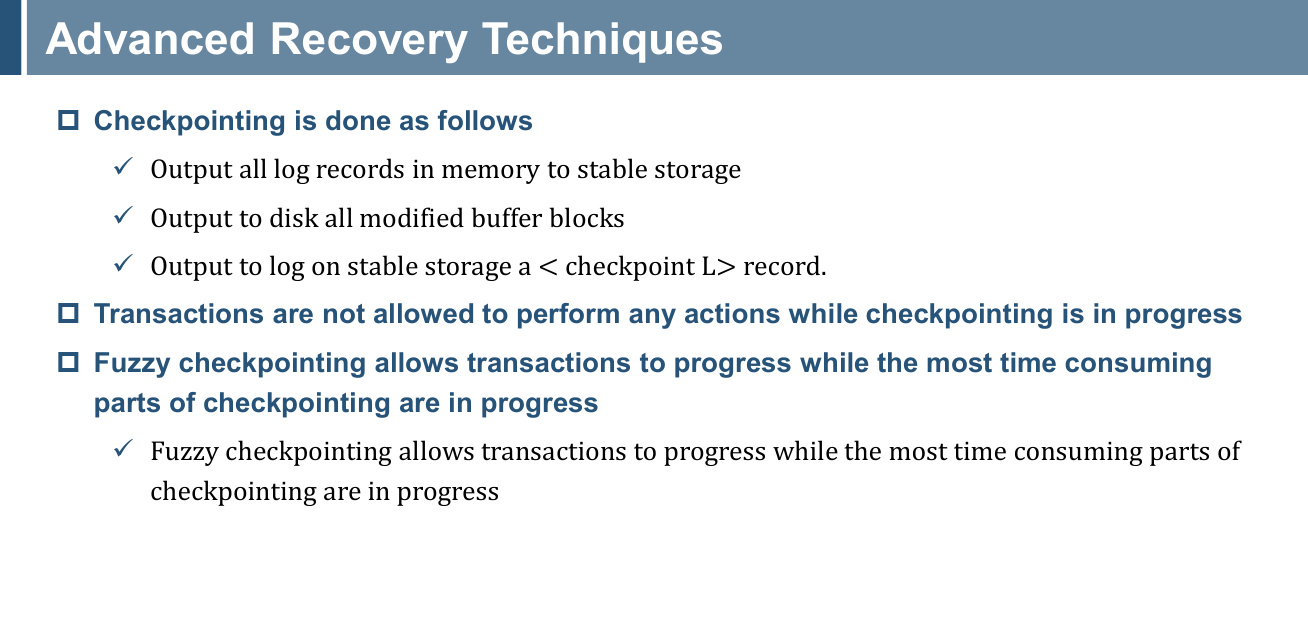 Advanced Recovery Techniques
Checkpointing is done as follows
Output all log records in memory to stable storage
Output to disk all modified buffer blocks
Output to log on stable storage a < checkpoint L> record.
Transactions are not allowed to perform any actions while checkpointing is in progress
Fuzzy checkpointing allows transactions to progress while the most time consuming
parts of checkpointing are in progress
Fuzzy checkpointing allows transactions to progress while the most time consuming parts of
checkpointing are in progress